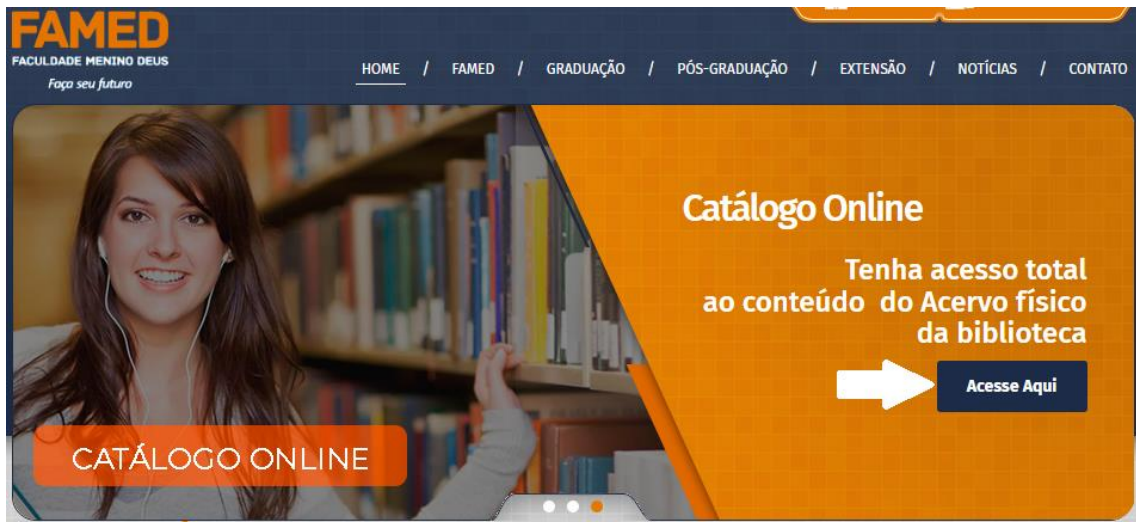 FAMED
FACULDADE MENINO DEUS
Faça seu futuro
HOME / FAMED / GRADUAÇÃO / PÓS-GRADUAÇÃO / EXTENSÃO / NOTÍCIAS / CONTATO
Catálogo Online
Tenha acesso total
ao conteúdo do Acervo físico
da biblioteca
Acesse Aqui
CATÁLOGO ONLINE